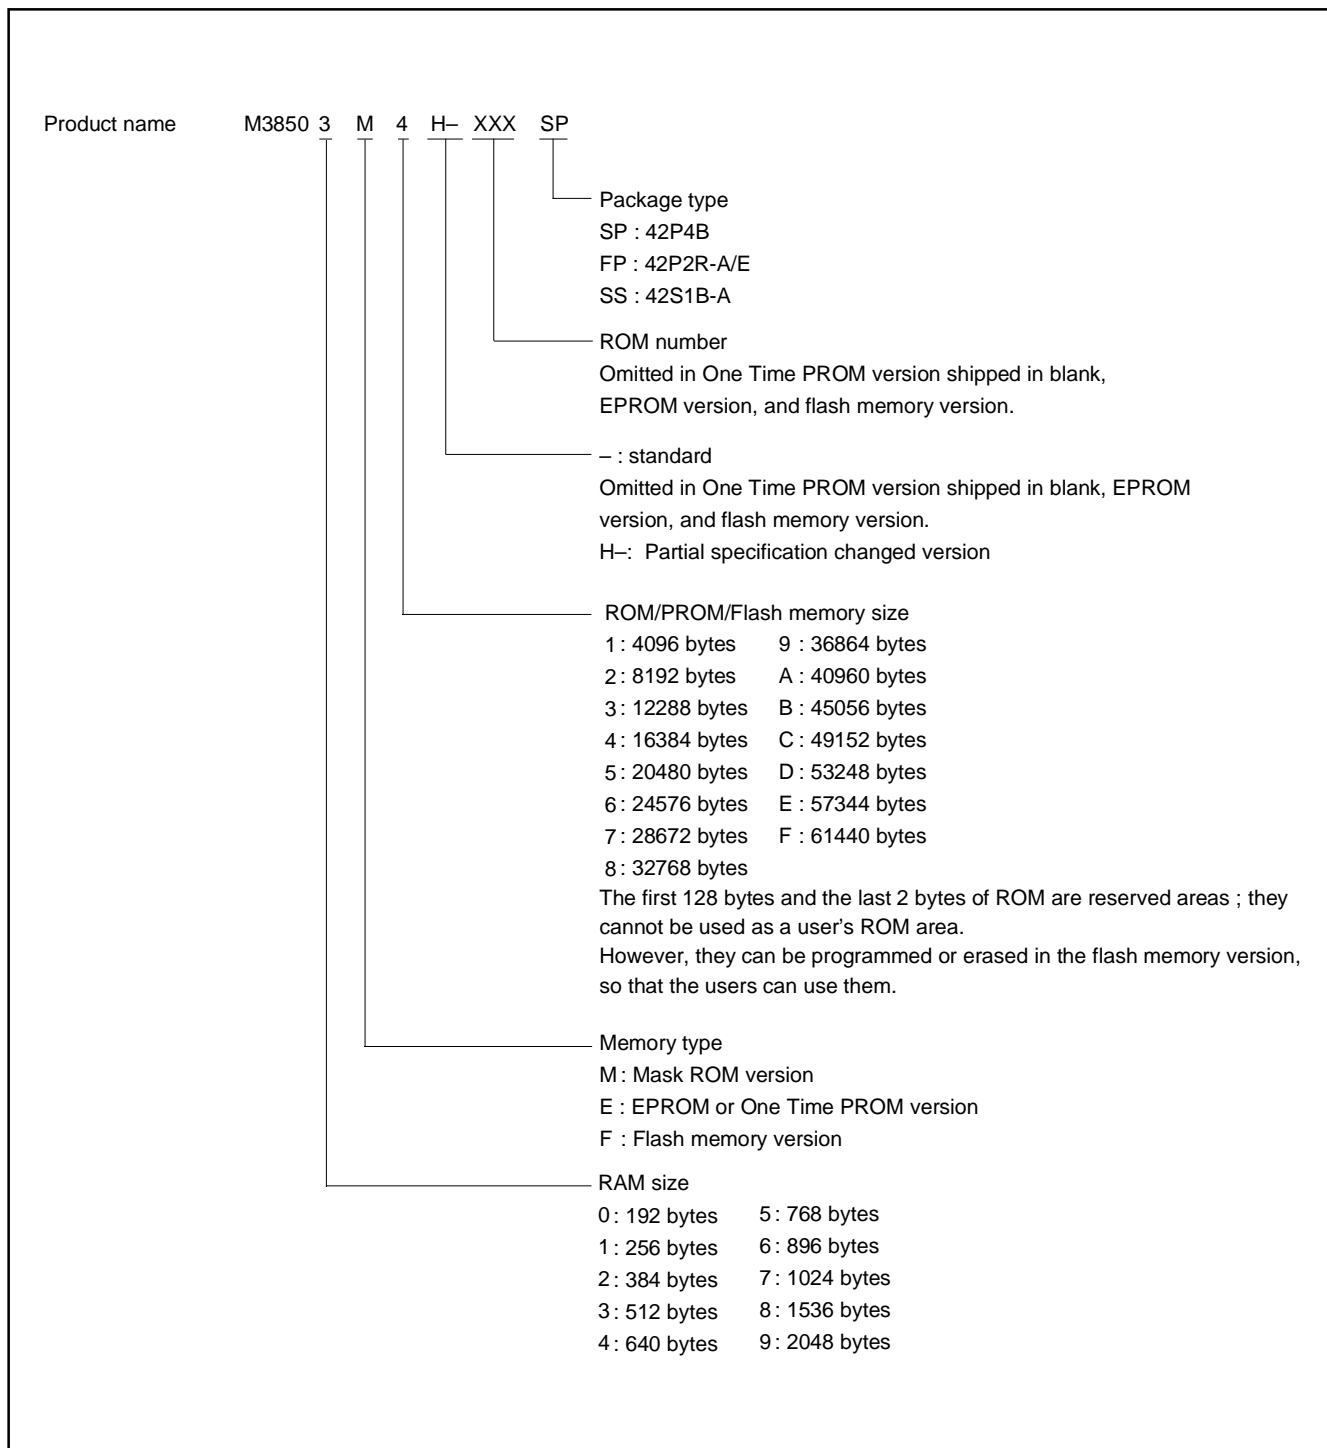 Product name M3850 3 M 4 H– XXX SP
Package type
SP : 42P4B
FP : 42P2R-A/E
SS : 42S1B-A
ROM number
Omitted in One Time PROM version shipped in blank,
EPROM version, and flash memory version.
– : standard
Omitted in One Time PROM version shipped in blank, EPROM
version, and flash memory version.
H–: Partial specification changed version
ROM/PROM/Flash memory size
1 : 4096 bytes 9 : 36864 bytes
2 : 8192 bytes A : 40960 bytes
3 : 12288 bytes B : 45056 bytes
4 : 16384 bytes C : 49152 bytes
5 : 20480 bytes D : 53248 bytes
6 : 24576 bytes E : 57344 bytes
7 : 28672 bytes F : 61440 bytes
8 : 32768 bytes
The first 128 bytes and the last 2 bytes of ROM are reserved areas ; they
cannot be used as a user’s ROM area.
However, they can be programmed or erased in the flash memory version,
so that the users can use them.
Memory type
M : Mask ROM version
E : EPROM or One Time PROM version
F : Flash memory version
RAM size
0 : 192 bytes 5 : 768 bytes
1 : 256 bytes 6 : 896 bytes
2 : 384 bytes 7 : 1024 bytes
3 : 512 bytes 8 : 1536 bytes
4 : 640 bytes 9 : 2048 bytes